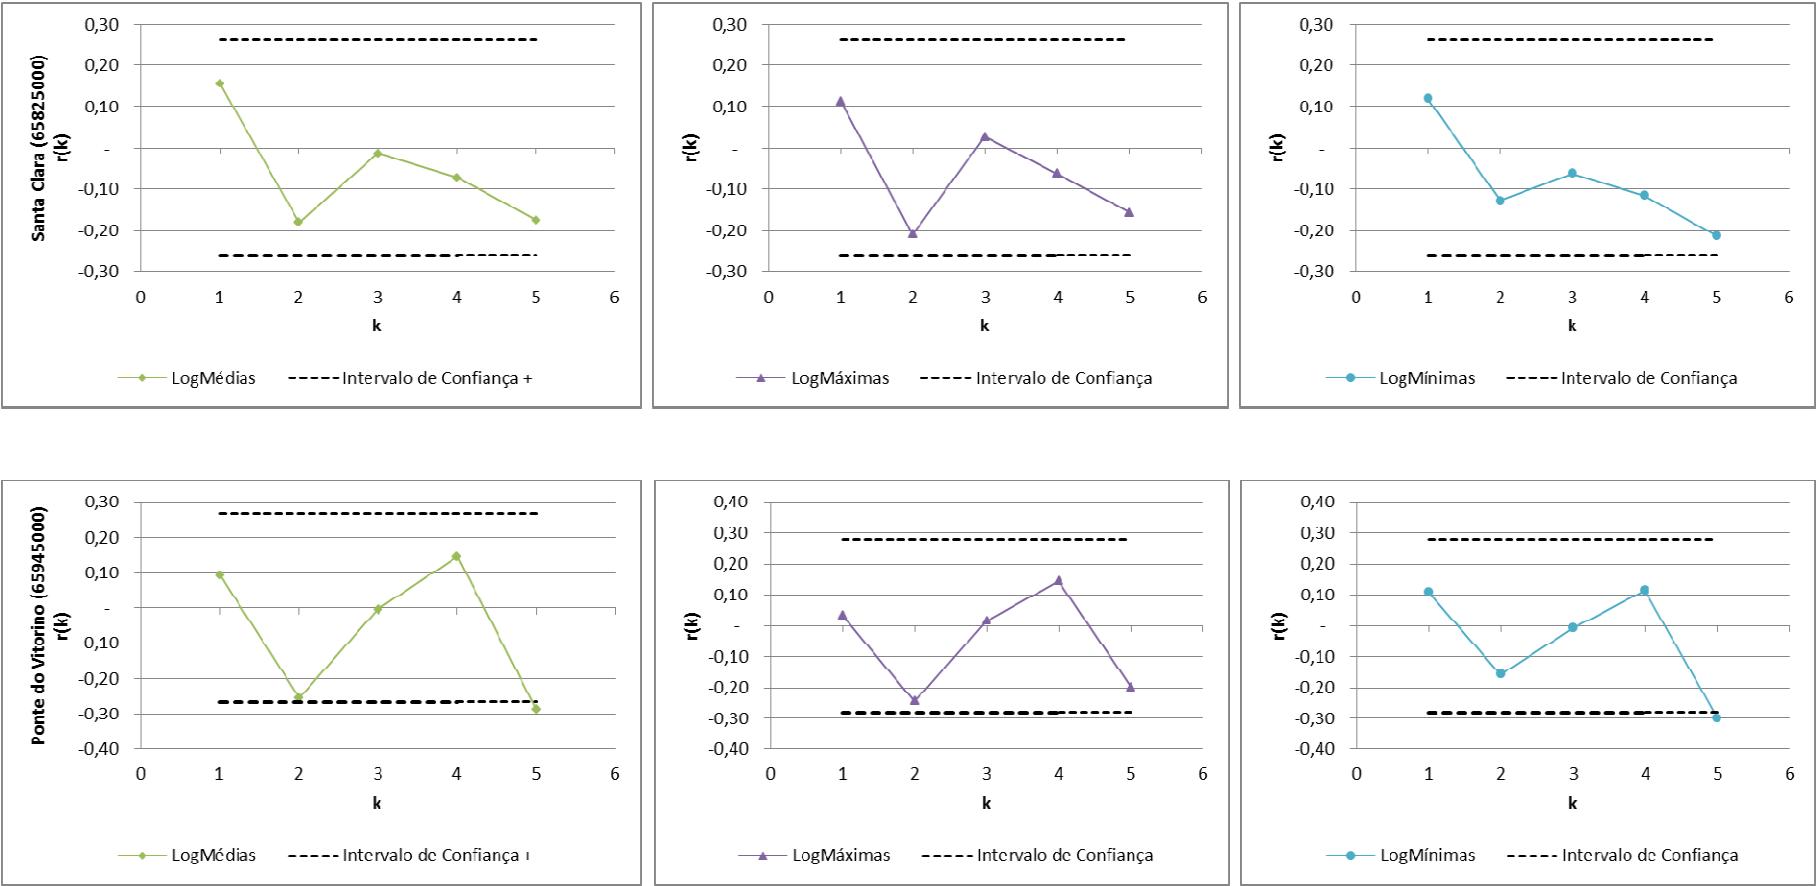 Santa Clara (65825000)
r(k)
0,30
0,20
0,10
-
-0,10
-0,20
-0,30
0 1 2 3 4 5 6
k
LogMédias Intervalo de Confiança +
r(k)
0,30
0,20
0,10
-
-0,10
-0,20
-0,30
0 1 2 3 4 5 6
k
LogMáximas Intervalo de Confiança
r(k)
0,30
0,20
0,10
-
-0,10
-0,20
-0,30
0 1 2 3 4 5 6
k
LogMínimas Intervalo de Confiança
Ponte do Vitorino (65945000)
r(k)
0,30
0,20
0,10
-
0,10
-0,20
-0,30
-0,40
0 1 2 3 4 5 6
k
LogMédias Intervalo de Confiança
r(k)
0,40
0,30
0,20
0,10
-
-0,10
-0,20
-0,30
-0,40
0 1 2 3 4 5 6
k
LogMáximas Intervalo de Confiança
r(k)
0,40
0,30
0,20
0,10
-
-0,10
-0,20
-0,30
-0,40
0 1 2 3 4 5 6
k
LogMínimas Intervalo de Confiança